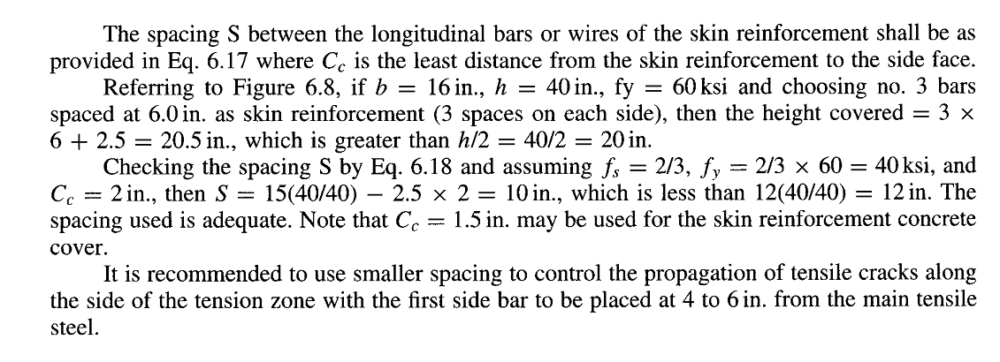 The spacing S between the longitudinal bars or wires of the skin reinforcement shall be as
provided in Eq. 6.17 where C_c is the least distance from the skin reinforcement to the side face.
Referring to Figure 6.8, if b = 16 in., h = 40 in., fy = 60 ksi and choosing no. 3 bars
spaced at 6.0 in. as skin reinforcement (3 spaces on each side), then the height covered = 3 ×
6 + 2.5 = 20.5 in., which is greater than h/2 = 40/2 = 20 in.
Checking the spacing S by Eq. 6.18 and assuming f_s = 2/3, f_y = 2/3 × 60 = 40 ksi, and
C_c = 2 in., then S = 15(40/40) − 2.5 × 2 = 10 in., which is less than 12(40/40) = 12 in. The
spacing used is adequate. Note that C_c = 1.5 in. may be used for the skin reinforcement concrete
cover.
It is recommended to use smaller spacing to control the propagation of tensile cracks along
the side of the tension zone with the first side bar to be placed at 4 to 6 in. from the main tensile
steel.